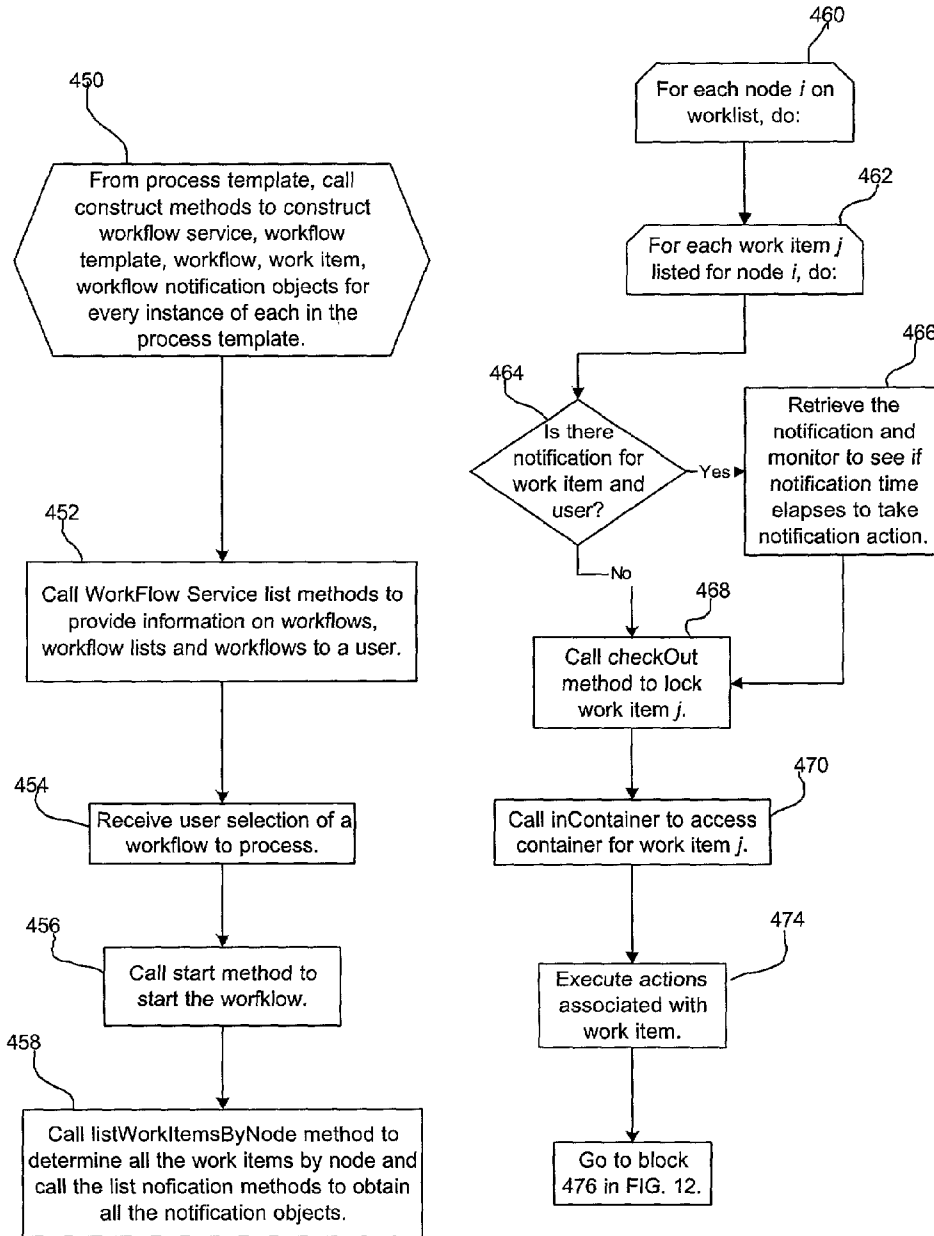 450
From process template, call
construct methods to construct
workflow service, workflow
template, workflow, work item,
workflow notification objects for
every instance of each in the
process template.
452
Call WorkFlow Service list methods to
provide information on workflows,
workflow lists and workflows to a user.
454
Receive user selection of a
workflow to process.
456
Call start method to
start the worfklow.
458
Call listWorkItemsByNode method to
determine all the work items by node and
call the list nofication methods to obtain
all the notification objects.
460
For each node i on
worklist, do:
462
For each work item j
listed for node i, do:
464
Is there
notification for
work item and
user?
Yes
No
466
Retrieve the
notification and
monitor to see if
notification time
elapses to take
notification action.
468
Call checkOut
method to lock
work item j.
470
Call inContainer to access
container for work item j.
474
Execute actions
associated with
work item.
Go to block
476 in FIG. 12.